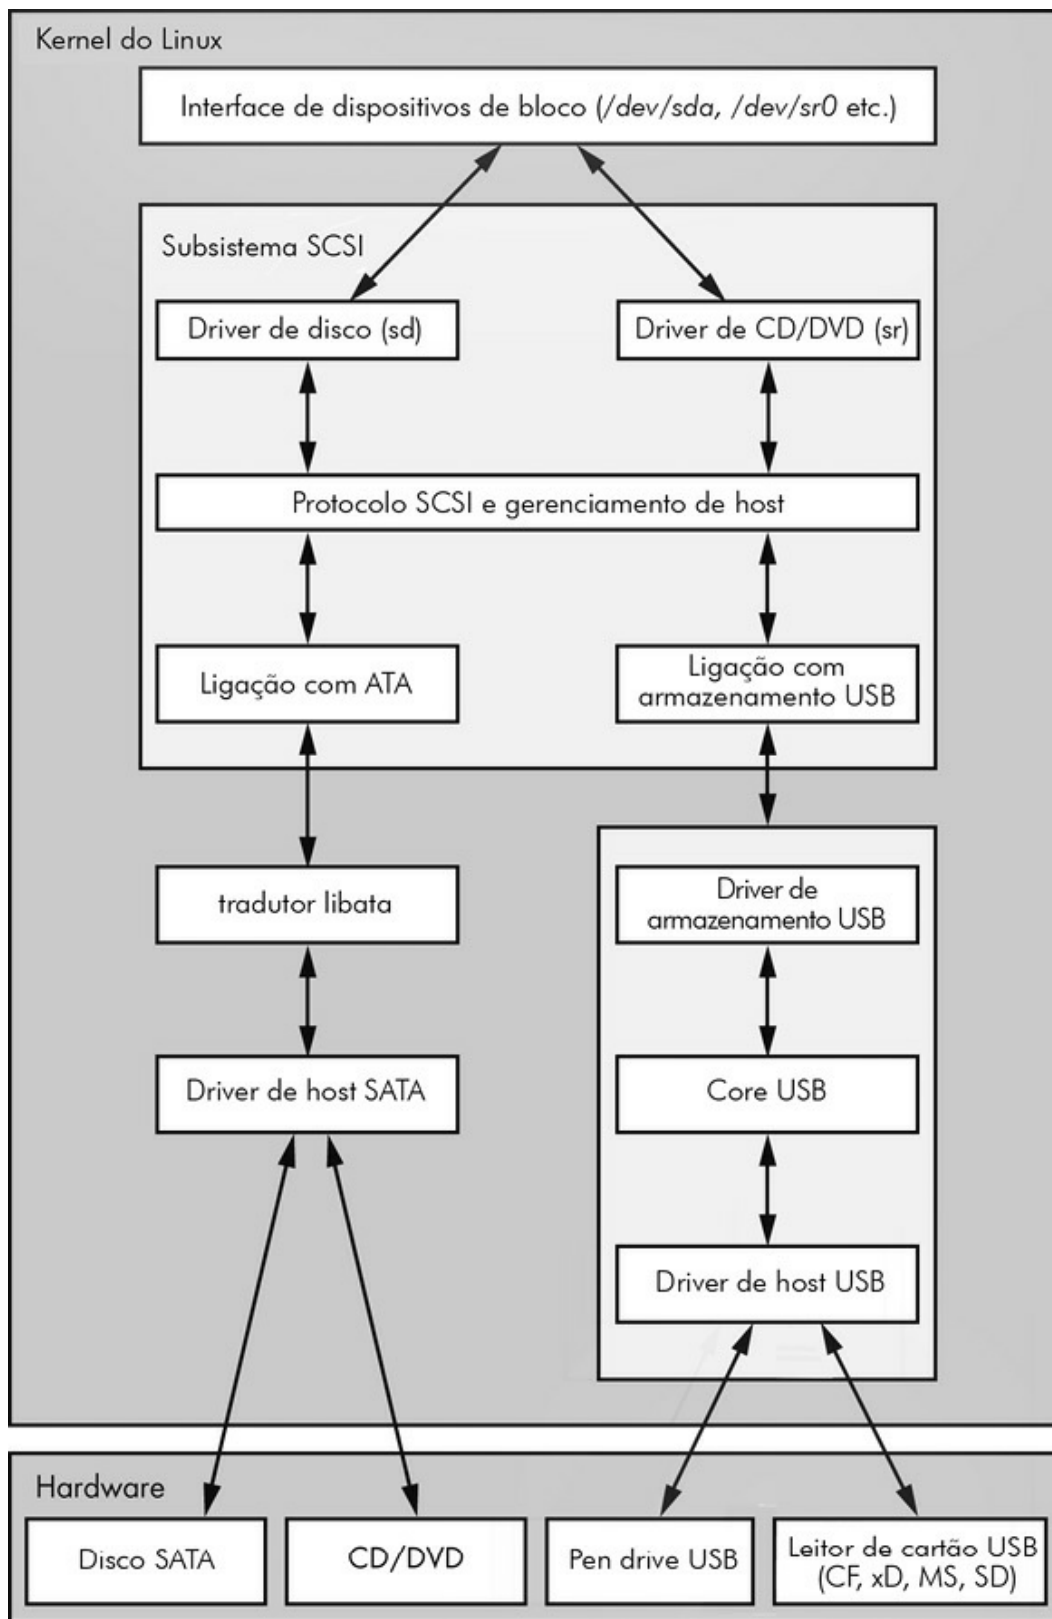 Kernel do Linux
Interface de dispositivos de bloco (/dev/sda, /dev/sr0 etc.)
Subsistema SCSI
Driver de disco (sd)
Driver de CD/DVD (sr)
Protocolo SCSI e gerenciamento de host
Ligação com ATA
Ligação com
armazenamento USB
tradutor libata
Driver de
armazenamento USB
Driver de host SATA
Core USB
Driver de host USB
Hardware
Disco SATA
CD/DVD
Pen drive USB
Leitor de cartão USB
(CF, xD, MS, SD)